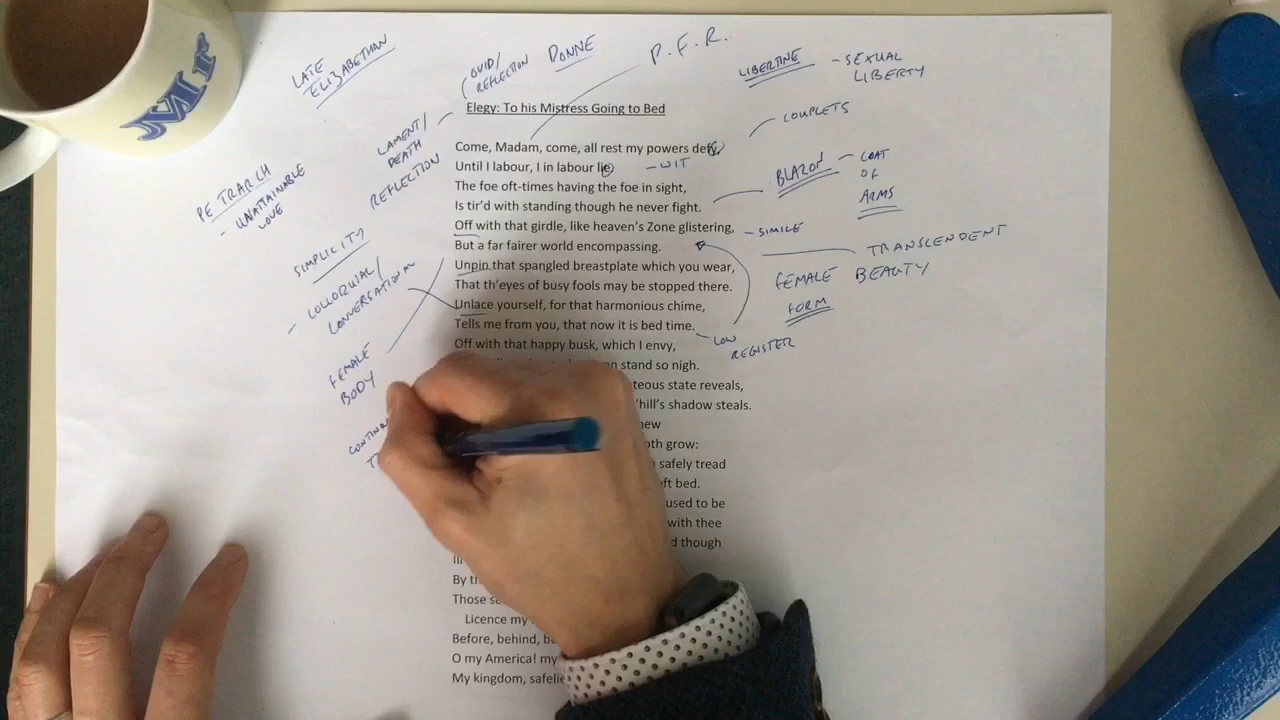 Mr
LATE
ELIZABETHAN
OVID/
REFLECTION
DONNE
P.F.R.
LIBERTINE
- SEXUAL
LIBERTY
LAMENT/
DEATH
REFLECTION
COUPLETS
PETRARCH
- UNATTAINABLE
LOVE
- WIT
BLAZON
- COAT
OF
ARMS
SIMPLICITY
- COLLOQUIAL/
CONVERSATIONAL
- SIMILE
TRANSCENDENT
FEMALE BEAUTY
FORM
- LOW
REGISTER
FEMALE
BODY
Elegy: To his Mistress Going to Bed
Come, Madam, come, all rest my powers defy,
Until I labour, I in labour lie.
The foe oft-times having the foe in sight,
Is tir'd with standing though he never fight.
Off with that girdle, like heaven's Zone glistering,
But a far fairer world encompassing.
Unpin that spangled breastplate which you wear,
That th'eyes of busy fools may be stopped there.
Unlace yourself, for that harmonious chime,
Tells me from you, that now it is bed time.
Off with that happy busk, which I envy,
stand so nigh.
state reveals,
shadow steals.
grow:
safely tread
bed.
used to be
with thee
though
By
Those
Licence my
Before, behind,
O my America! my
My kingdom,